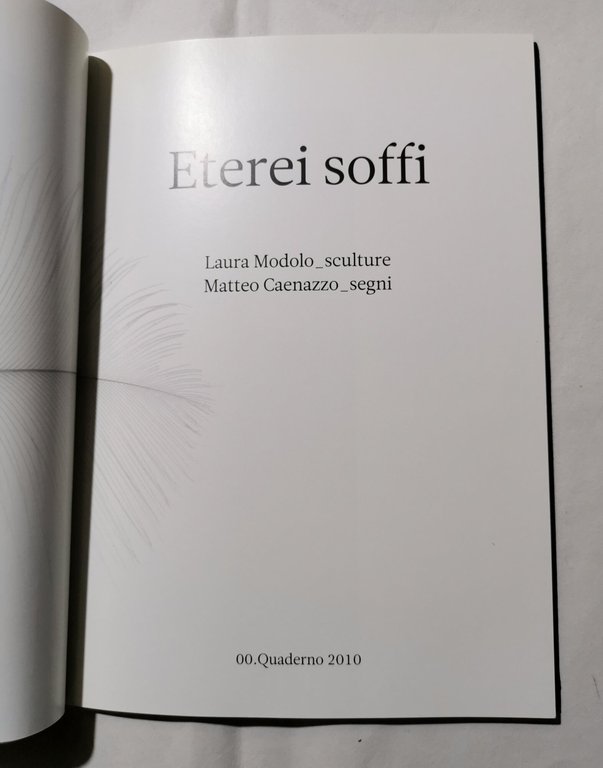 Eterei soffi
Laura Modolo_sculture
Matteo Caenazzo_segni
00.Quaderno 2010